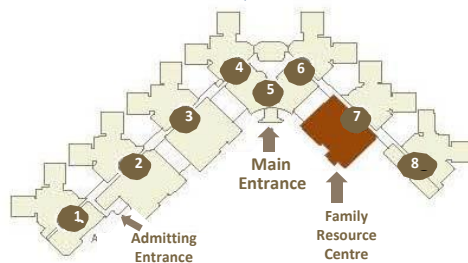 4
6
5
3
7
2
8
1
A
Main
Entrance
Admitting
Entrance
Family
Resource
Centre